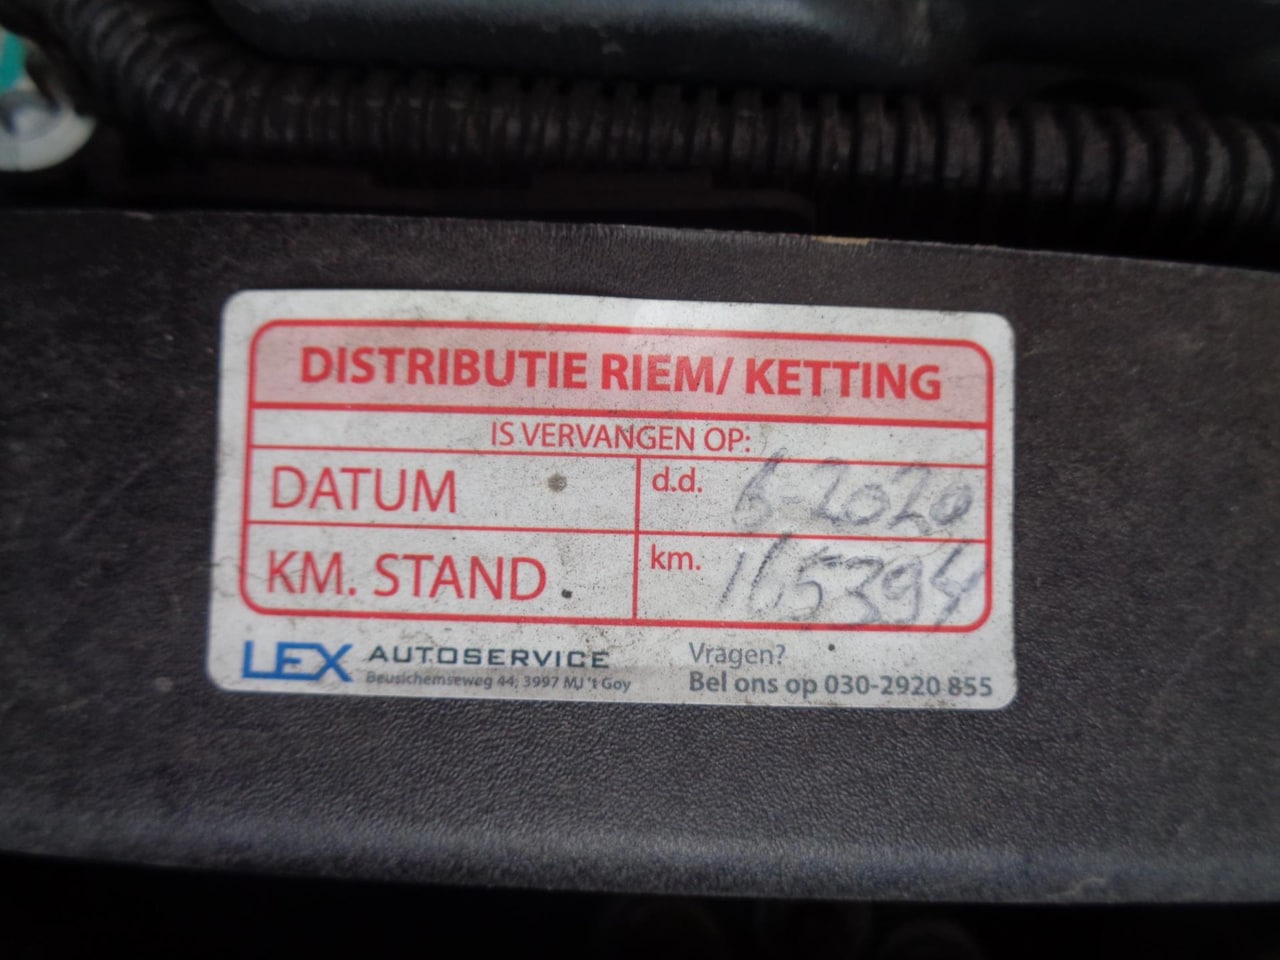 DISTRIBUTIE RIEM/ KETTING
IS VERVANGEN OP:
DATUM d.d. 6-2020
KM. STAND km. 165394
LEX AUTOSERVICE
Beusichemseweg 44, 3997 MJ 't Goy
Vragen?
Bel ons op 030-2920 855